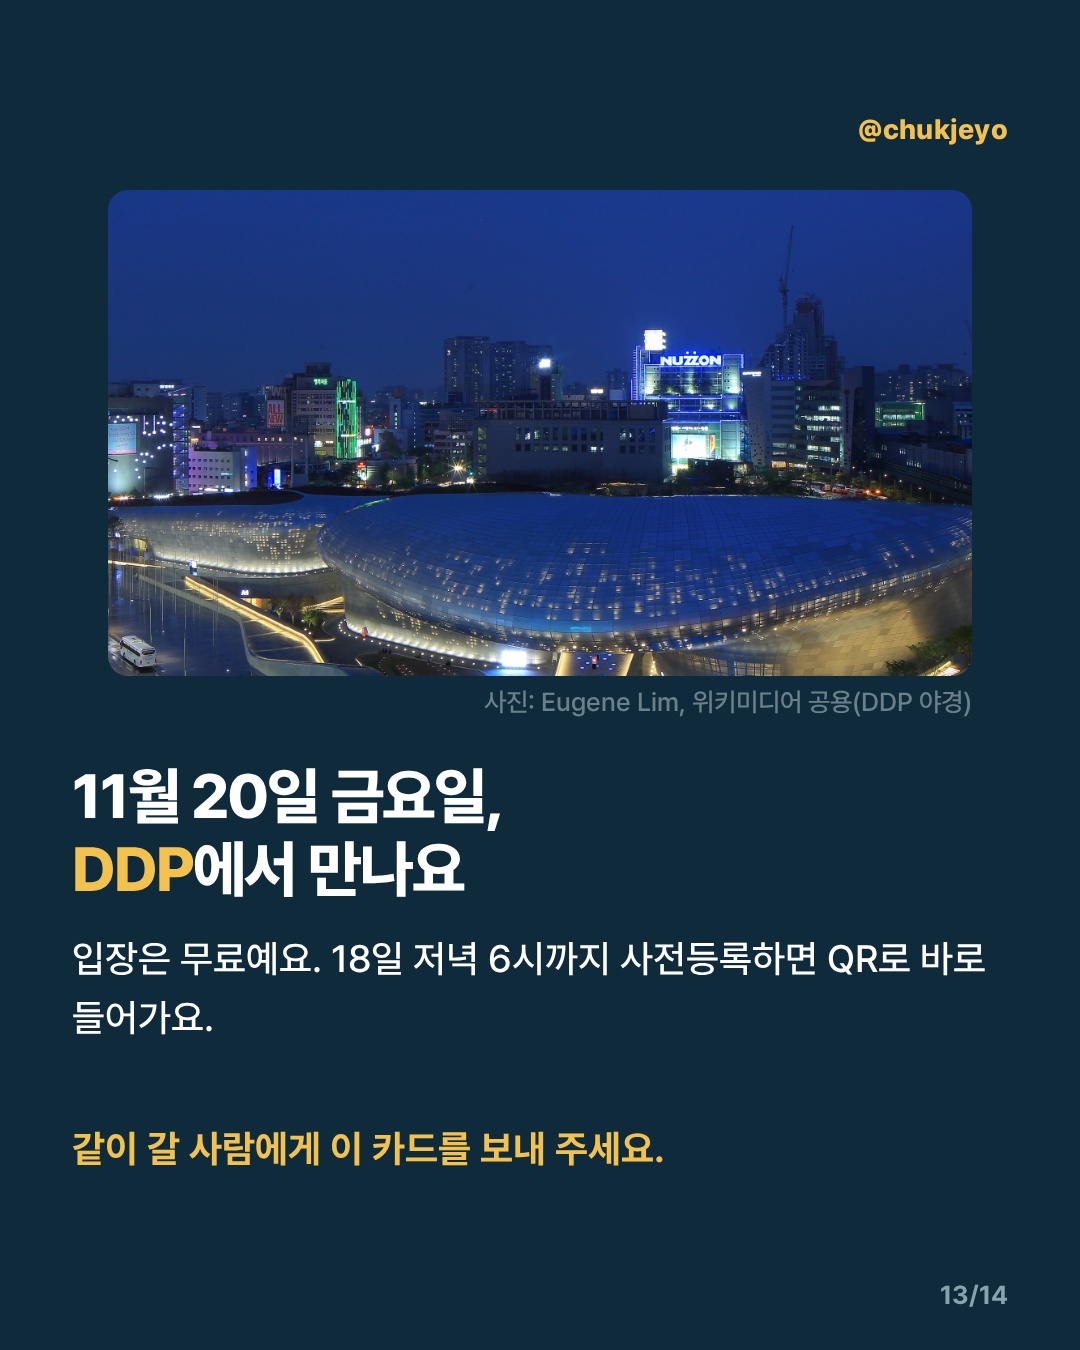 @chukjeyo
NUZZON
사진: Eugene Lim, 위키미디어 공용(DDP 야경)
11월 20일 금요일,
DDP에서 만나요
입장은 무료예요. 18일 저녁 6시까지 사전등록하면 QR로 바로
들어가요.
같이 갈 사람에게 이 카드를 보내 주세요.
13/14